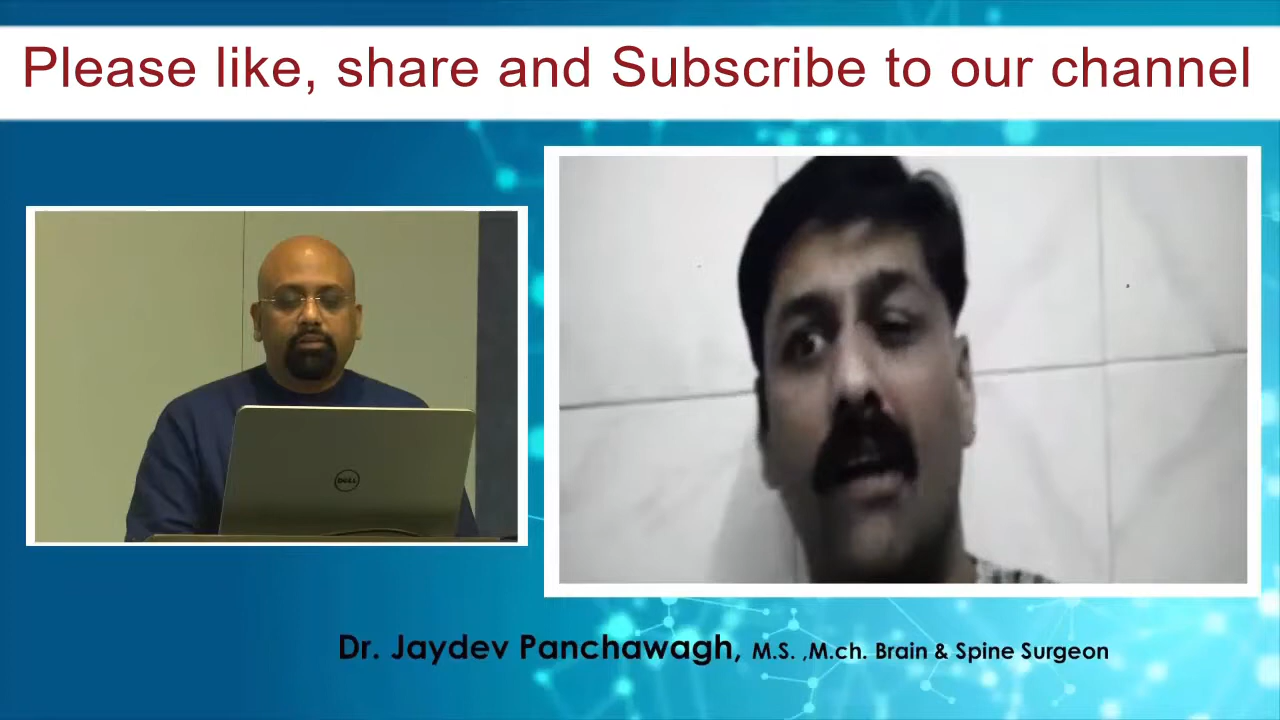 Please like, share and Subscribe to our channel
DELL
Dr. Jaydev Panchawagh, M.S. ,M.ch. Brain & Spine Surgeon